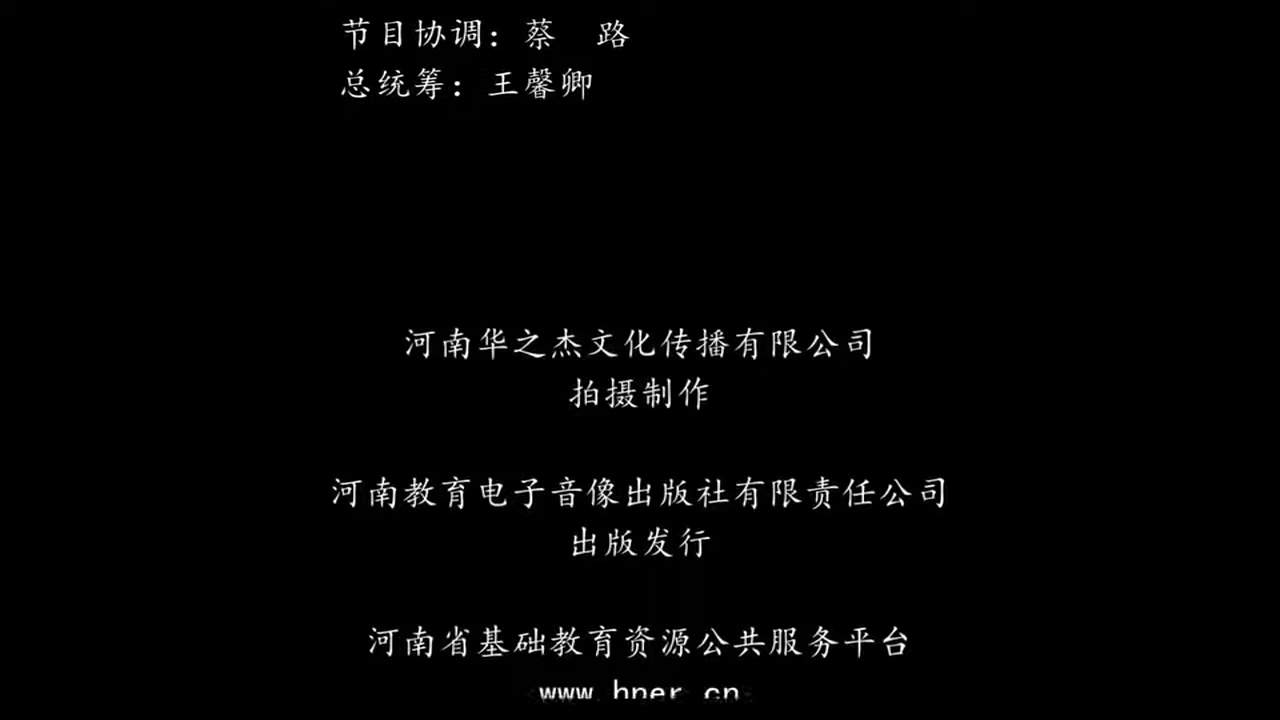 节目协调：蔡　路
总统筹：王馨卿
河南华之杰文化传播有限公司
拍摄制作
河南教育电子音像出版社有限责任公司
出版发行
河南省基础教育资源公共服务平台
www.hner.cn